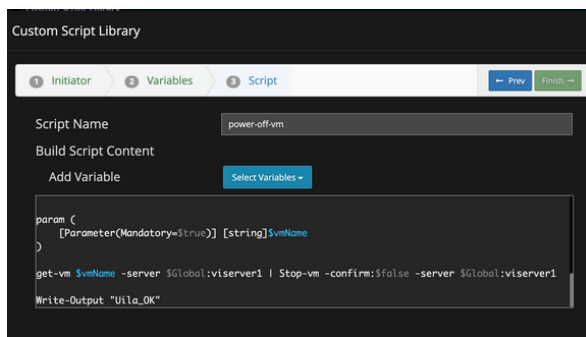 Custom Script Library
1 Initiator 2 Variables 3 Script ← Prev Finish →
Script Name power-off-vm
Build Script Content
Add Variable Select Variables
param (
[Parameter(Mandatory=$true)] [string]$vmName
)
get-vm $vmName -server $Global:viserver1 | Stop-vm -confirm:$false -server $Global:viserver1
Write-Output "Uila_OK"